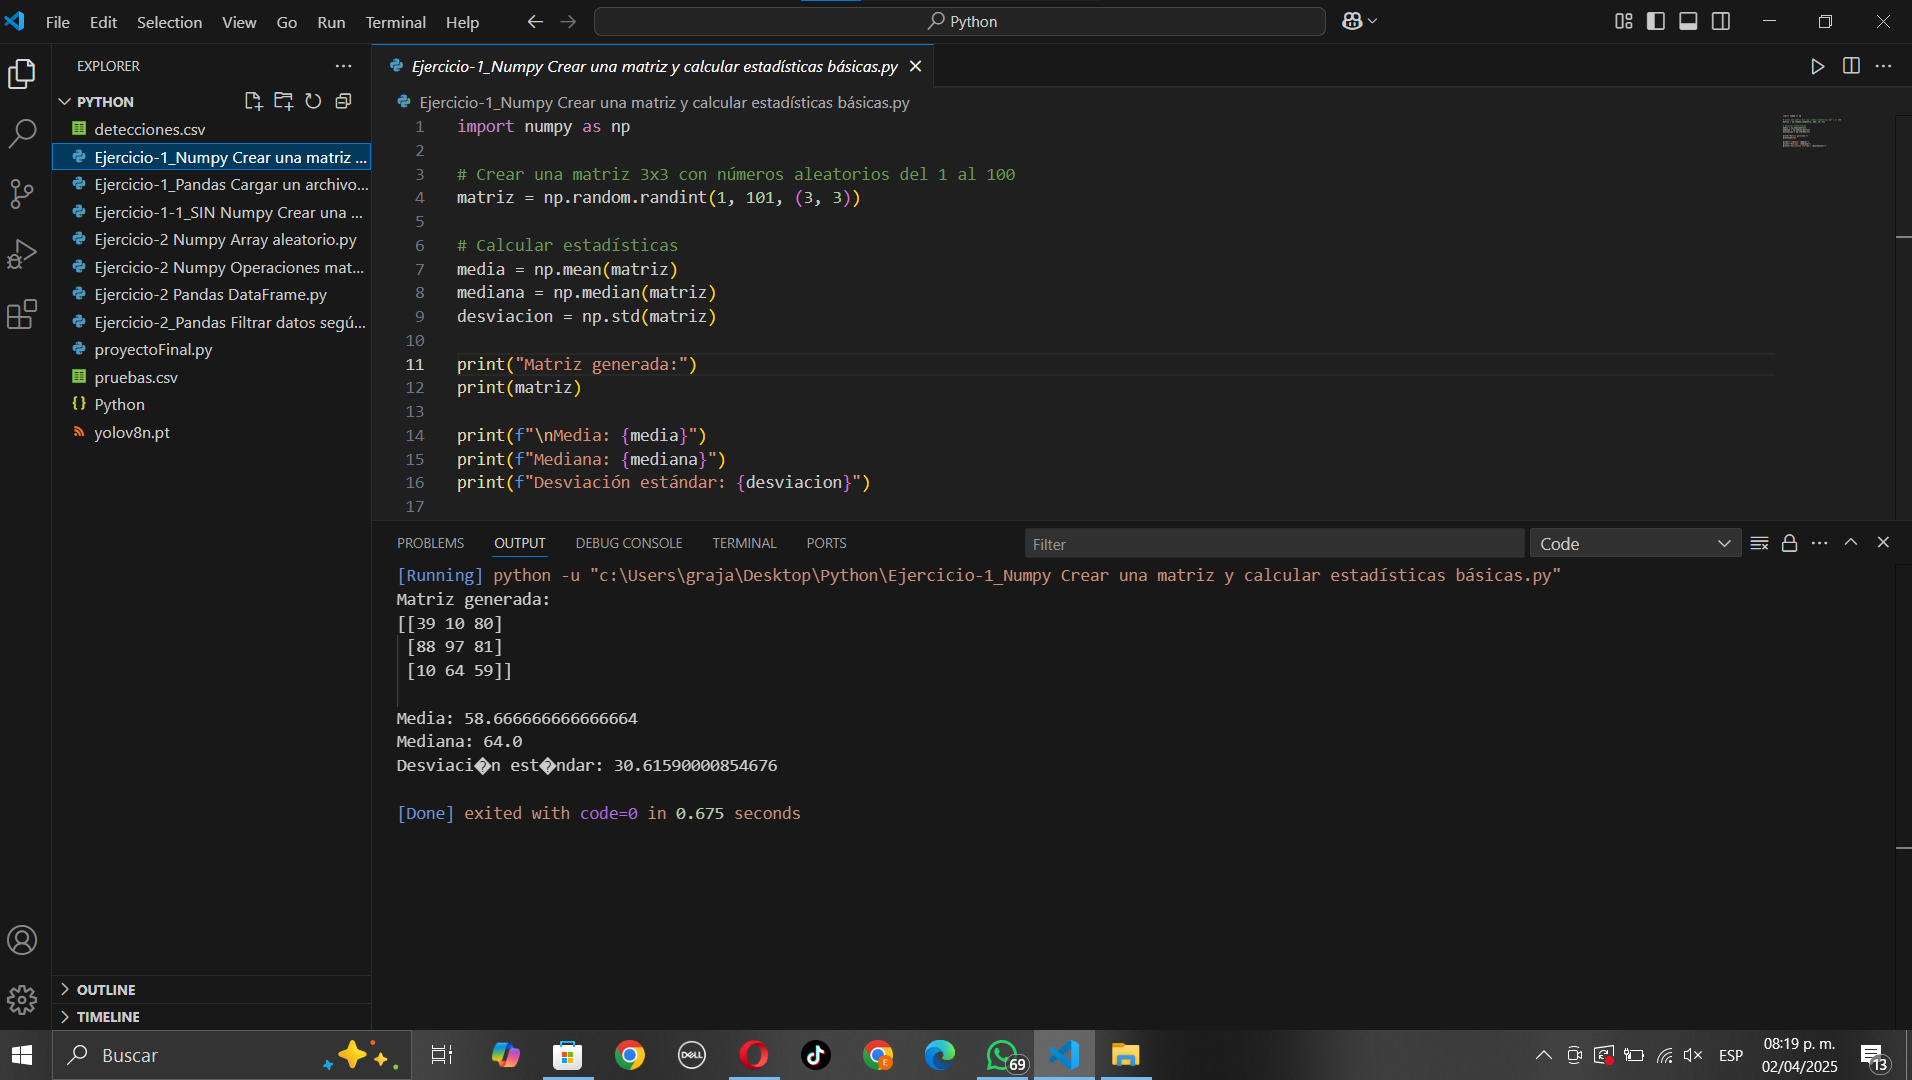 File Edit Selection View Go Run Terminal Help
Python
EXPLORER
PYTHON
detecciones.csv
Ejercicio-1_Numpy Crear una matriz ...
Ejercicio-1_Pandas Cargar un archivo...
Ejercicio-1-1_SIN Numpy Crear una ...
Ejercicio-2 Numpy Array aleatorio.py
Ejercicio-2 Numpy Operaciones mat...
Ejercicio-2 Pandas DataFrame.py
Ejercicio-2_Pandas Filtrar datos segú...
proyectoFinal.py
pruebas.csv
Python
yolov8n.pt
OUTLINE
TIMELINE
Ejercicio-1_Numpy Crear una matriz y calcular estadísticas básicas.py
Ejercicio-1_Numpy Crear una matriz y calcular estadísticas básicas.py
1 import numpy as np
2
3 # Crear una matriz 3x3 con números aleatorios del 1 al 100
4 matriz = np.random.randint(1, 101, (3, 3))
5
6 # Calcular estadísticas
7 media = np.mean(matriz)
8 mediana = np.median(matriz)
9 desviacion = np.std(matriz)
10
11 print("Matriz generada:")
12 print(matriz)
13
14 print(f"\nMedia: {media}")
15 print(f"Mediana: {mediana}")
16 print(f"Desviación estándar: {desviacion}")
17
PROBLEMS OUTPUT DEBUG CONSOLE TERMINAL PORTS
Filter
Code
[Running] python -u "c:\Users\graja\Desktop\Python\Ejercicio-1_Numpy Crear una matriz y calcular estadísticas básicas.py"
Matriz generada:
[[39 10 80]
[88 97 81]
[10 64 59]]
Media: 58.666666666666664
Mediana: 64.0
Desviaci�n est�ndar: 30.61590000854676
[Done] exited with code=0 in 0.675 seconds
Buscar
DELL
E
69
ESP
08:19 p. m.
02/04/2025
13